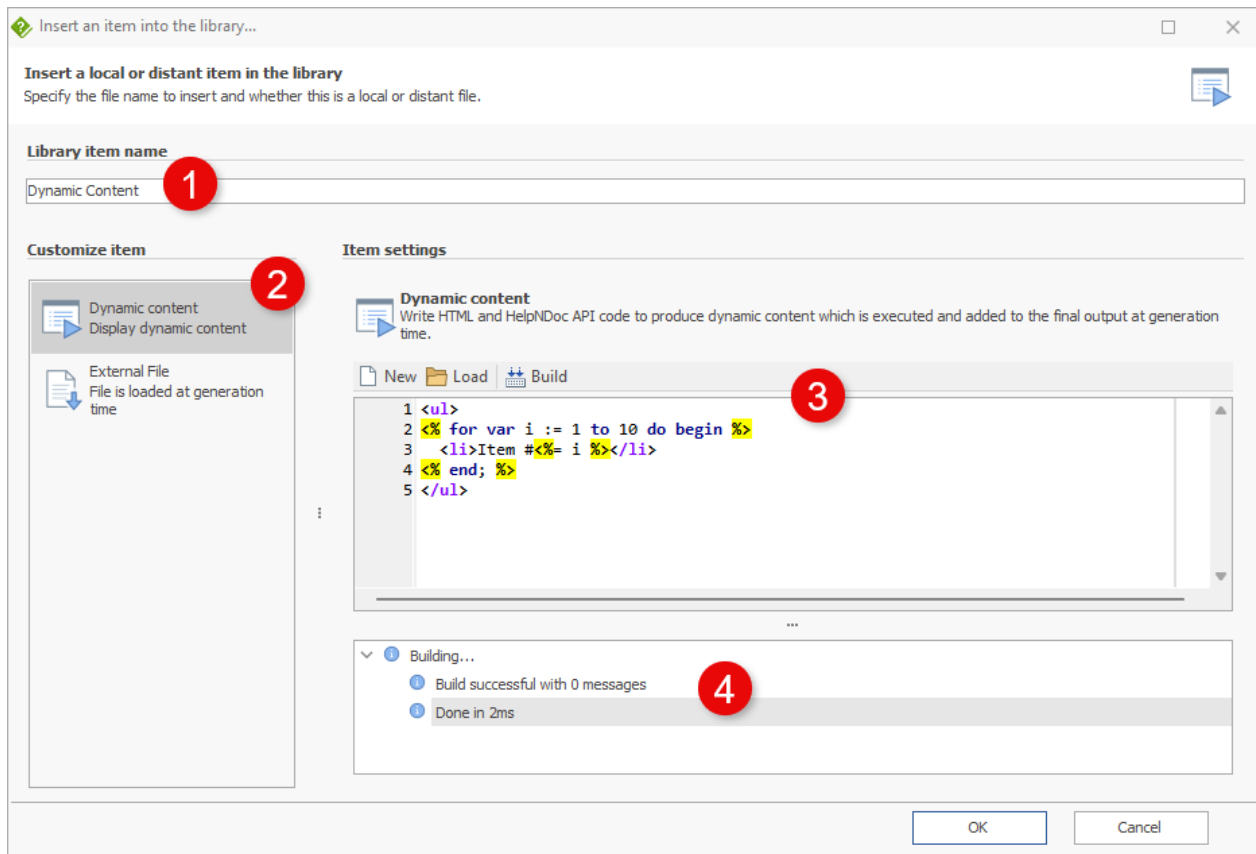 Insert an item into the library...
Insert a local or distant item in the library
Specify the file name to insert and whether this is a local or distant file.
Library item name
1
Dynamic Content
Customize item
2
Dynamic content
Display dynamic content
External File
File is loaded at generation
time
Item settings
Dynamic content
Write HTML and HelpNDoc API code to produce dynamic content which is executed and added to the final output at generation
time.
New Load Build
3
1 <ul>
2 <% for var i := 1 to 10 do begin %>
3   <li>Item #<%= i %></li>
4 <% end; %>
5 </ul>
Building...
Build successful with 0 messages
4
Done in 2ms
OK Cancel